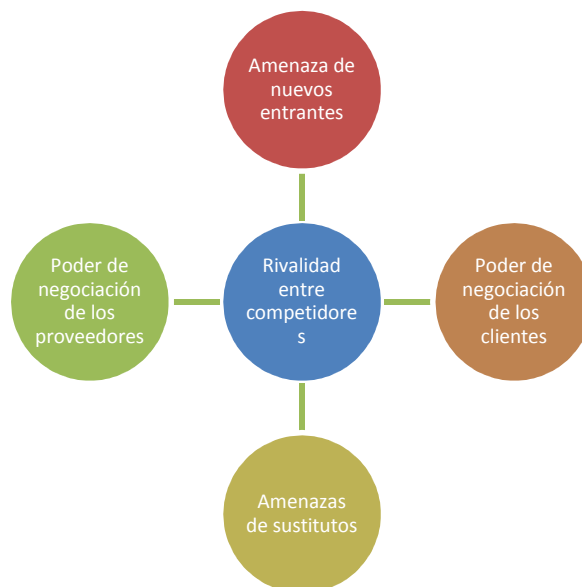 Amenaza de
nuevos
entrantes
Poder de
negociación
de los
proveedores
Rivalidad
entre
competidore
s
Poder de
negociación
de los
clientes
Amenazas
de sustitutos